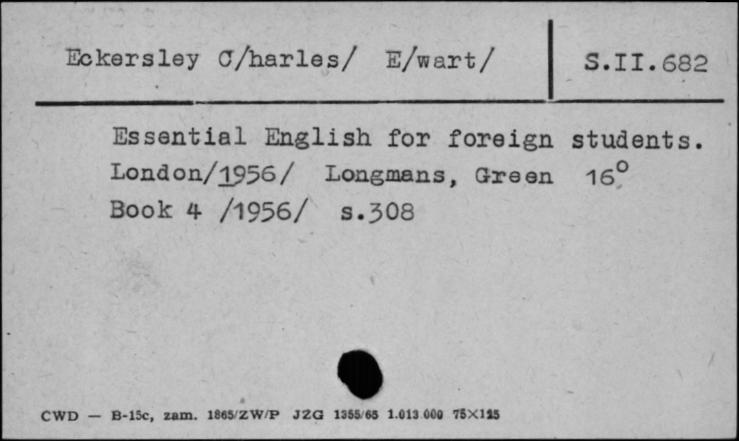 Eckersley C/harles/ E/wart/ S.II.682
Essential English for foreign students.
London/1956/ Longmans, Green 16°
Book 4 /1956/ s.308
CWD — B-15c, zam. 1865/ZW/P JZG 1355/65 1.013.000 75×125